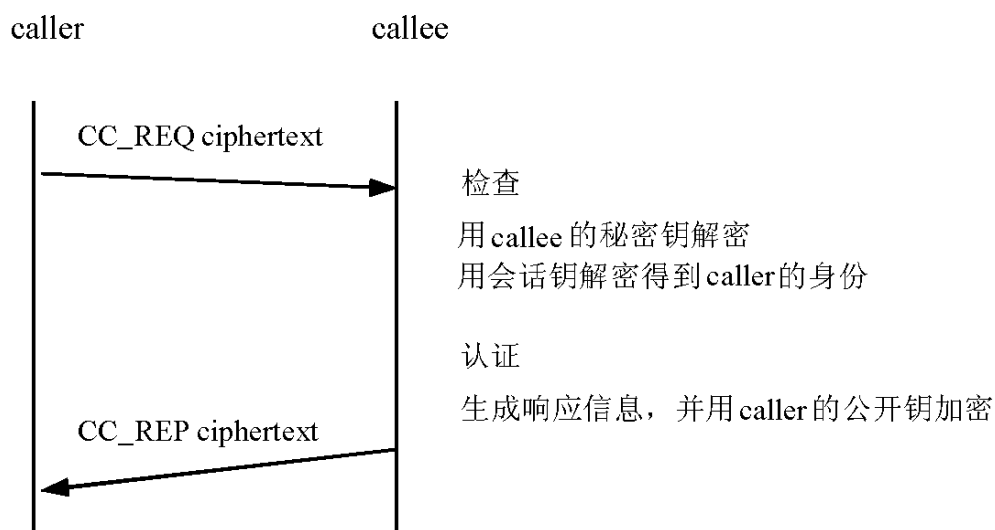 caller
callee
CC_REQ ciphertext
检查
用callee的秘密钥解密
用会话钥解密得到caller的身份
认证
生成响应信息，并用caller的公开钥加密
CC_REP ciphertext